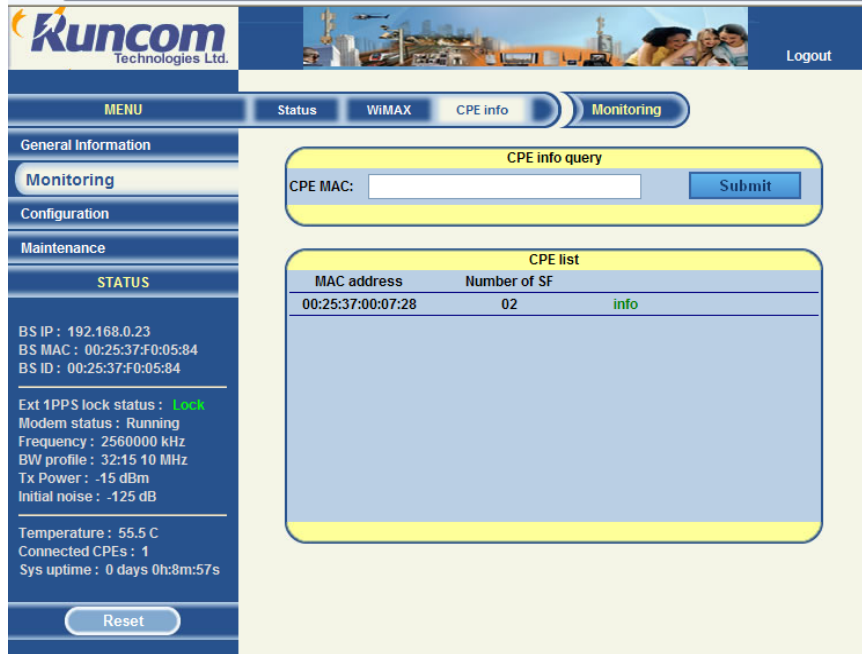 Runcom
Technologies Ltd.
Logout
MENU
Status WiMAX CPE info Monitoring
General Information
Monitoring
Configuration
Maintenance
STATUS
BS IP : 192.168.0.23
BS MAC : 00:25:37:F0:05:84
BS ID : 00:25:37:F0:05:84
Ext 1PPS lock status : Lock
Modem status : Running
Frequency : 2560000 kHz
BW profile : 32:15 10 MHz
Tx Power : -15 dBm
Initial noise : -125 dB
Temperature : 55.5 C
Connected CPEs : 1
Sys uptime : 0 days 0h:8m:57s
Reset
CPE info query
CPE MAC: Submit
CPE list
MAC address Number of SF
00:25:37:00:07:28 02 info